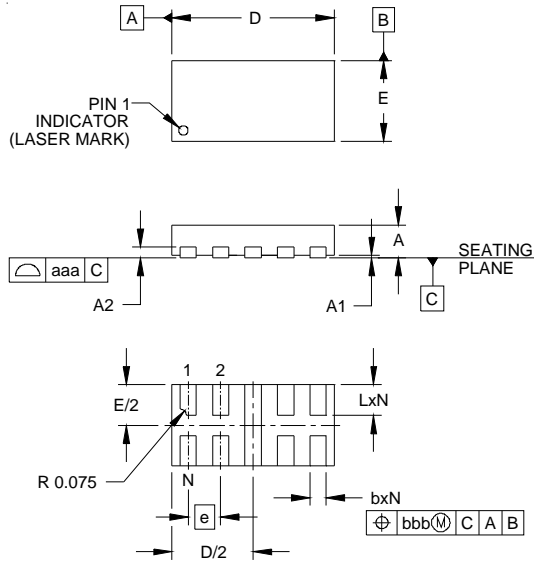 A
D
B
E
PIN 1
INDICATOR
(LASER MARK)
A
SEATING
PLANE
aaa C
C
A2
A1
1 2
E/2
LxN
R 0.075
N
bxN
e
bbb M C A B
D/2